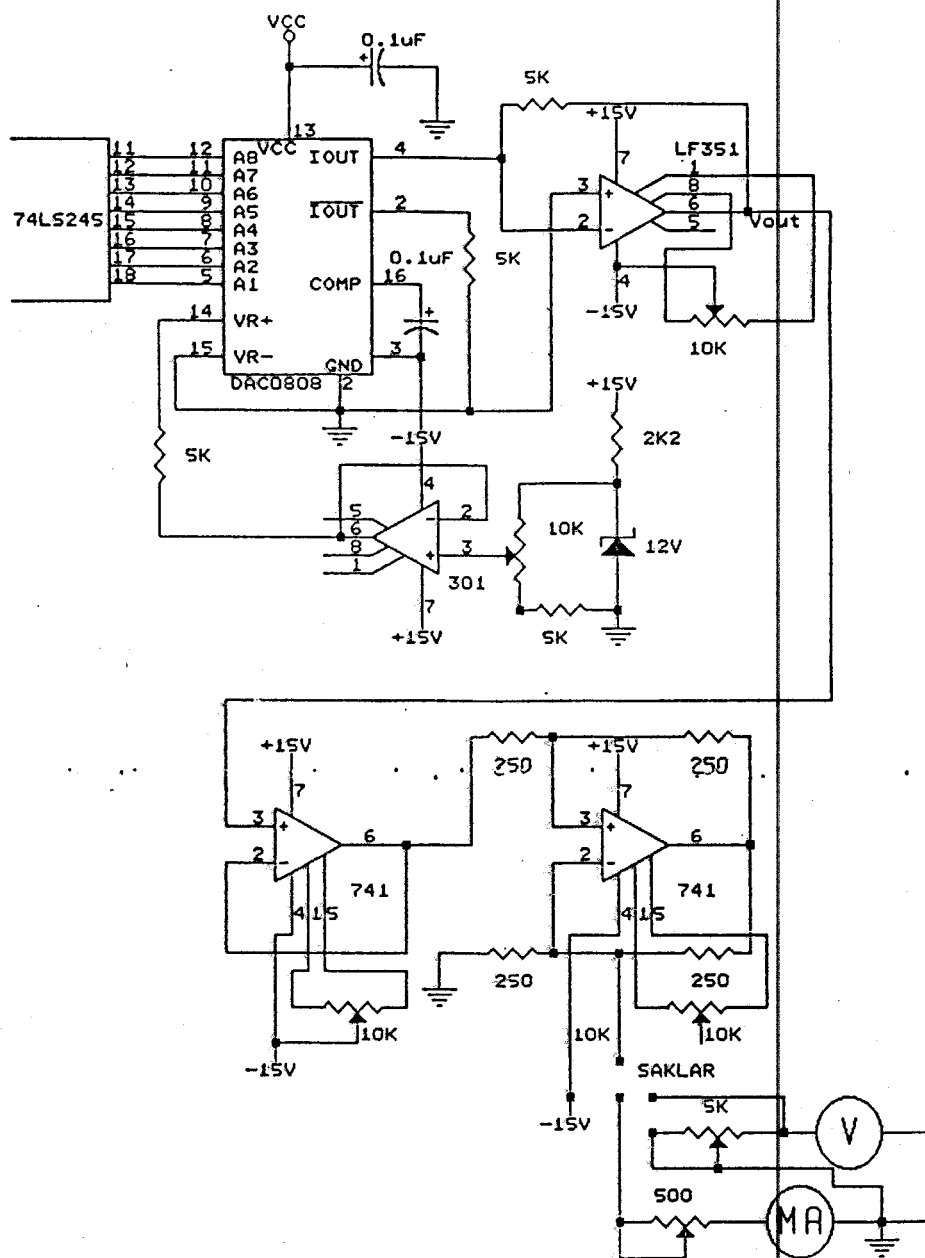 VCC
0.1uF
5K
+15V
13
VCC
7
LF351
11 12 A8 IOUT 4
12 11 A7
13 10 A6
14 9 A5 IOUT 2
74LS245
15 8 A4
16 7 A3
17 6 A2
18 5 A1
COMP 16
0.1uF
5K
3 +
2 -
1
8
6
5
Vout
4
-15V
10K
14 VR+
15 VR-
3
GND
DAC0808 2
-15V
5K
+15V
2K2
4
5
6
8
1
- 2
+ 3
301
7
+15V
10K
12V
5K
+15V
7
3 +
2 -
6
741
4 1 5
10K
-15V
250
250
+15V
7
3 +
2 -
6
741
4 1 5
250
250
10K
10K
-15V
SAKLAR
5K
V
500
MA